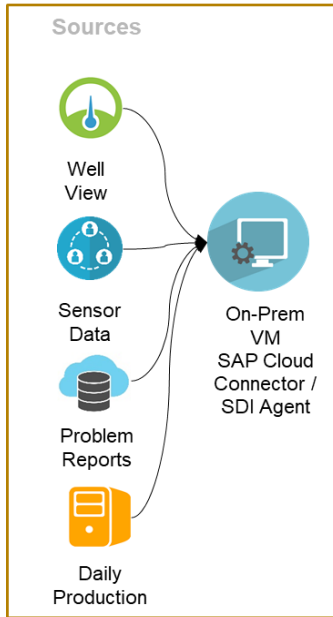 Sources
Well
View
Sensor
Data
Problem
Reports
Daily
Production
On-Prem
VM
SAP Cloud
Connector /
SDI Agent